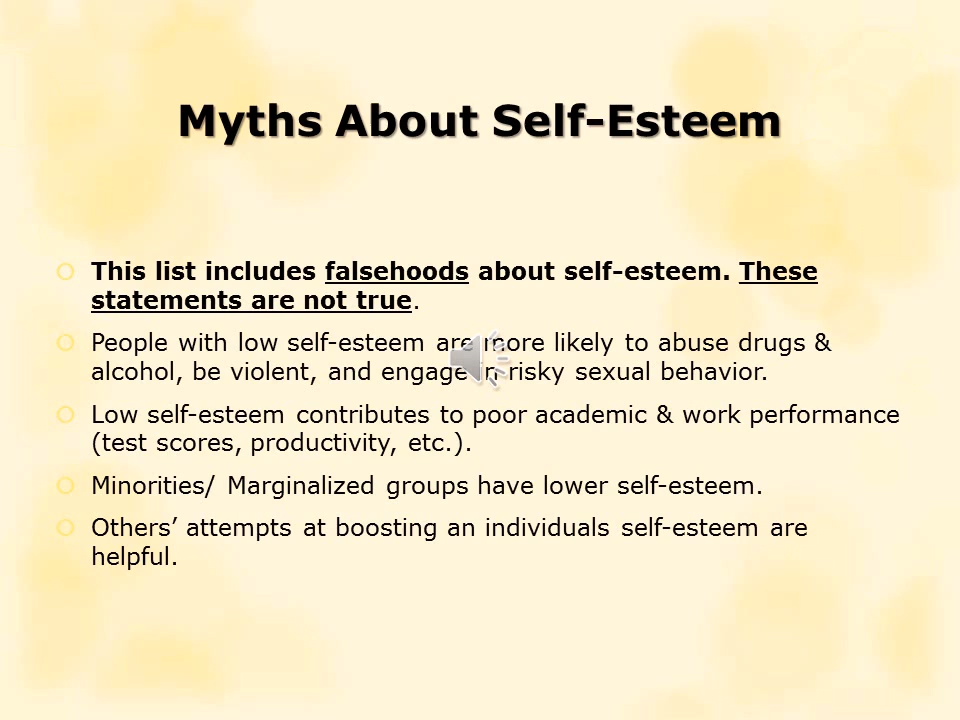 Myths About Self-Esteem
This list includes falsehoods about self-esteem. These
statements are not true.
People with low self-esteem are more likely to abuse drugs &
alcohol, be violent, and engage in risky sexual behavior.
Low self-esteem contributes to poor academic & work performance
(test scores, productivity, etc.).
Minorities/ Marginalized groups have lower self-esteem.
Others’ attempts at boosting an individuals self-esteem are
helpful.